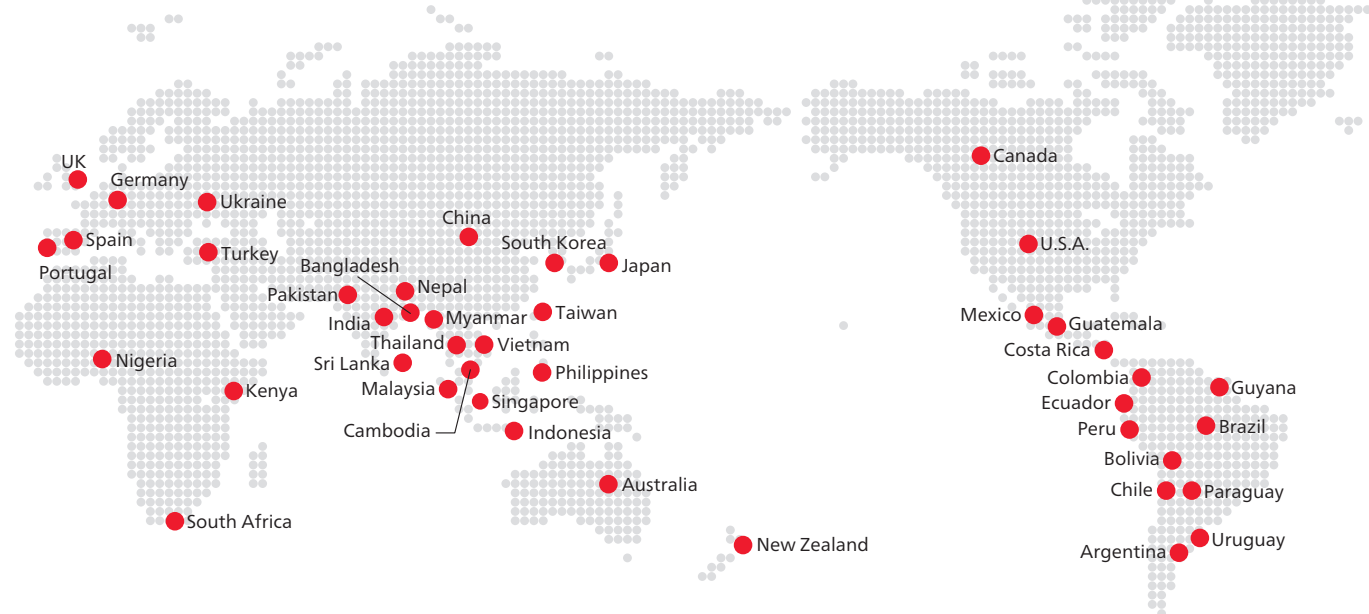 UK
Germany
Ukraine
Spain
Portugal
Turkey
China
South Korea
Japan
Bangladesh
Nepal
Pakistan
India
Myanmar
Taiwan
Thailand
Vietnam
Sri Lanka
Philippines
Malaysia
Singapore
Cambodia
Indonesia
Nigeria
Kenya
South Africa
Australia
New Zealand
Canada
U.S.A.
Mexico
Guatemala
Costa Rica
Colombia
Guyana
Ecuador
Peru
Brazil
Bolivia
Chile
Paraguay
Uruguay
Argentina